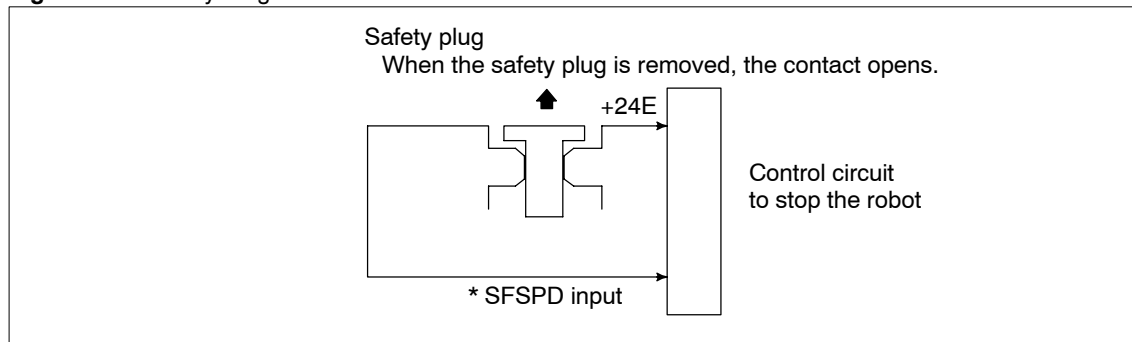 Safety plug
When the safety plug is removed, the contact opens.
+24E
Control circuit
to stop the robot
* SFSPD input